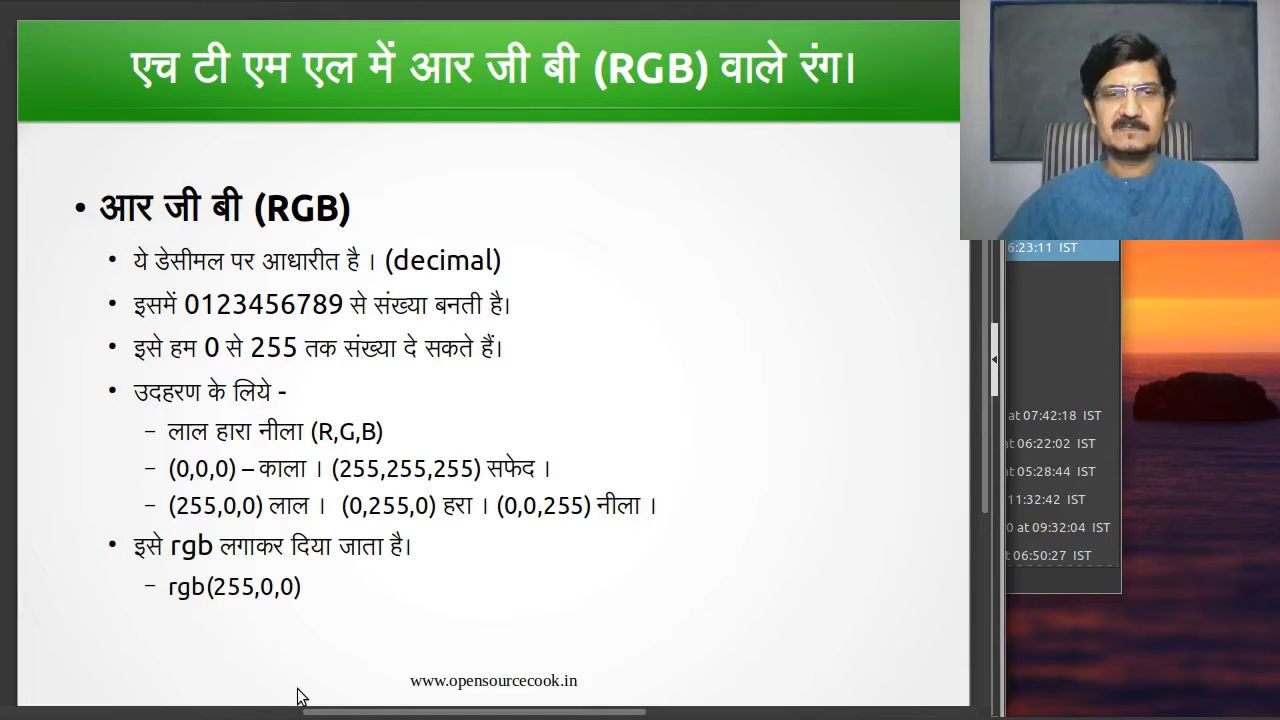 एच टी एम एल में आर जी बी (RGB) वाले रंग।
• आर जी बी (RGB)
• ये डेसीमल पर आधारीत है । (decimal)
• इसमें 0123456789 से संख्या बनती है।
• इसे हम 0 से 255 तक संख्या दे सकते हैं।
• उदहरण के लिये -
– लाल हारा नीला (R,G,B)
– (0,0,0) – काला । (255,255,255) सफेद ।
– (255,0,0) लाल । (0,255,0) हरा । (0,0,255) नीला ।
• इसे rgb लगाकर दिया जाता है।
– rgb(255,0,0)
www.opensourcecook.in
6:23:11 IST
at 07:42:18 IST
at 06:22:02 IST
at 05:28:44 IST
11:32:42 IST
0 at 09:32:04 IST
at 06:50:27 IST